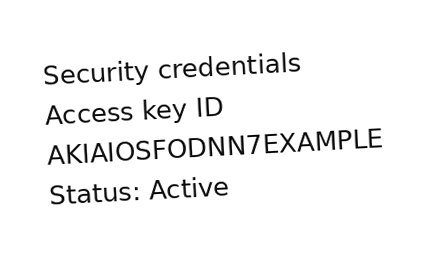 Security credentials
Access key ID
AKIAIOSFODNN7EXAMPLE
Status: Active